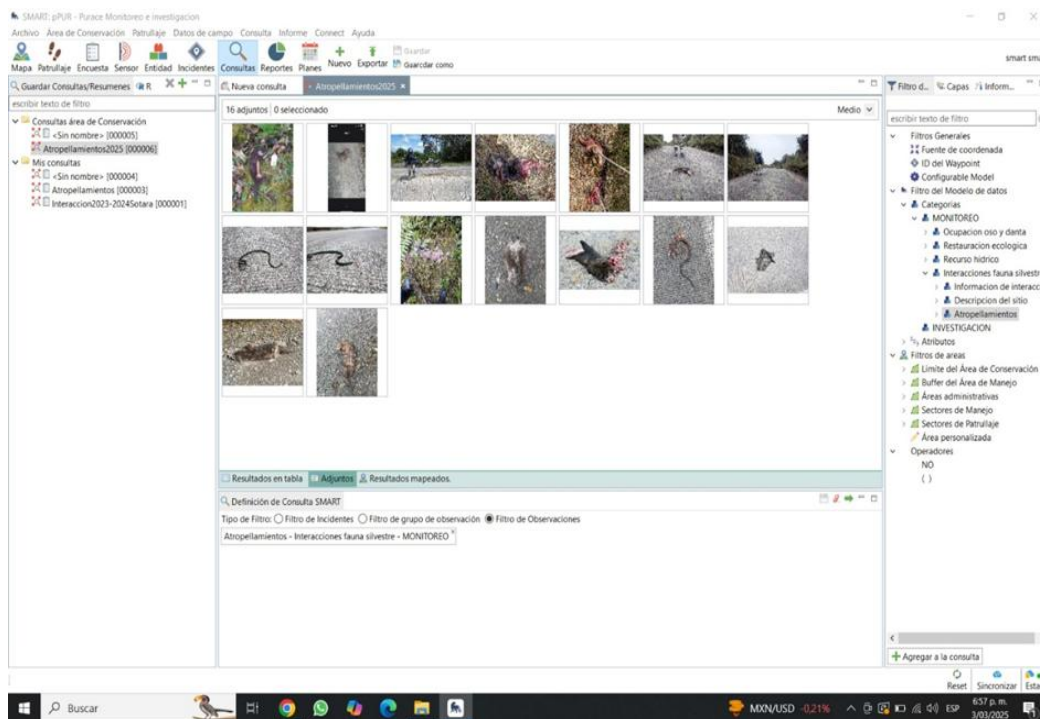 SMART: pPUR - Purace Monitoreo e investigacion
Archivo Área de Conservación Patrullaje Datos de campo Consulta Informe Connect Ayuda
Mapa Patrullaje Encuesta Sensor Entidad Incidentes Consultas Reportes Planes Nuevo Exportar Guardar Guarcdar como
smart sma
Guardar Consultas/Resumenes R
Nueva consulta Atropellamientos2025
Filtro d... Capas Inform...
escribir texto de filtro
Consultas área de Conservación
<Sin nombre> [000005]
Atropellamientos2025 [000006]
Mis consultas
<Sin nombre> [000004]
Atropellamientos [000003]
Interaccion2023-2024Sotara [000001]
16 adjuntos 0 seleccionado
Medio
Resultados en tabla Adjuntos Resultados mapeados.
Definición de Consulta SMART
Tipo de Filtro: Filtro de Incidentes Filtro de grupo de observación Filtro de Observaciones
Atropellamientos - Interacciones fauna silvestre - MONITOREO
escribir texto de filtro
Filtros Generales
Fuente de coordenada
ID del Waypoint
Configurable Model
Filtro del Modelo de datos
Categorias
MONITOREO
Ocupacion oso y danta
Restauracion ecologica
Recurso hidrico
Interacciones fauna silvestr
Informacion de interacc
Descripcion del sitio
Atropellamientos
INVESTIGACION
Atributos
Filtros de areas
Limite del Área de Conservación
Buffer del Área de Manejo
Áreas administrativas
Sectores de Manejo
Sectores de Patrullaje
Área personalizada
Operadores
NO
( )
Agregar a la consulta
Reset Sincronizar Esta
Buscar
MXN/USD -0,21%
ESP
6:57 p. m.
3/03/2025